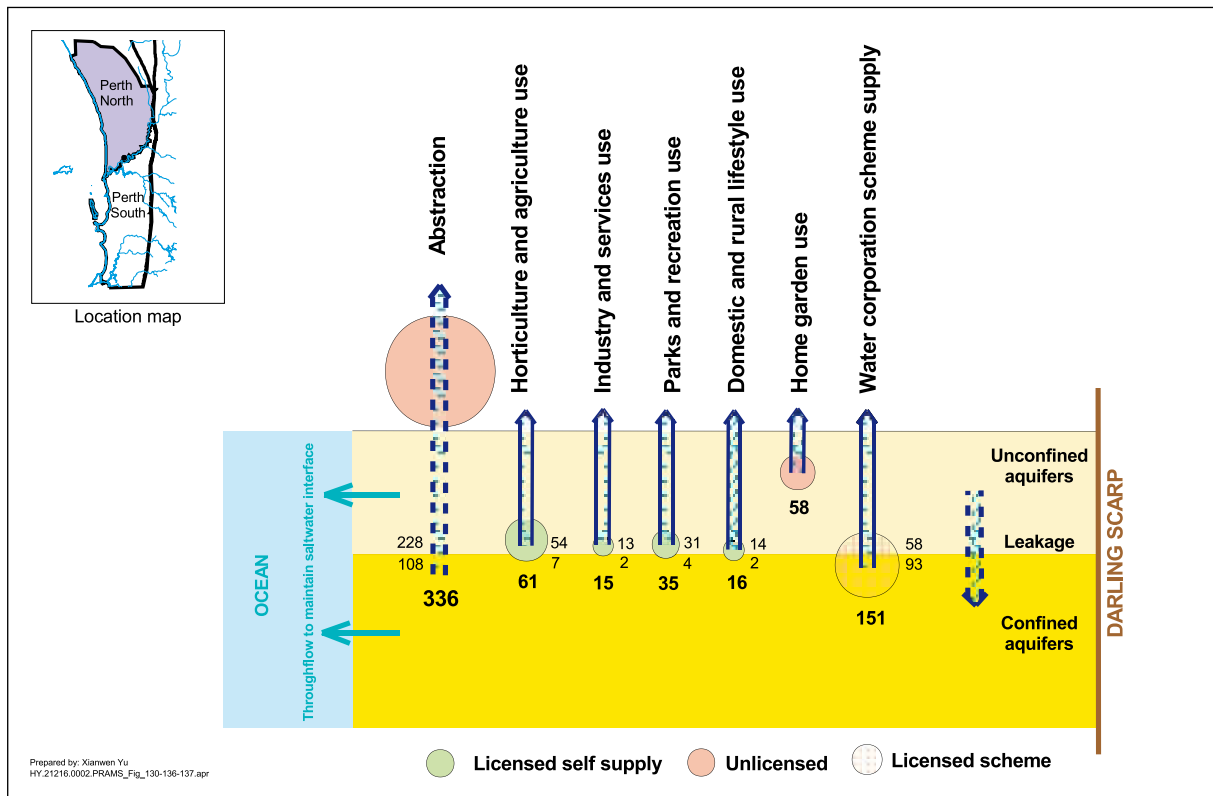 Perth
North
Perth
South
Location map
Abstraction
Horticulture and agriculture use
Industry and services use
Parks and recreation use
Domestic and rural lifestyle use
Home garden use
Water corporation scheme supply
OCEAN
Throughflow to maintain saltwater interface
Unconfined
aquifers
Leakage
Confined
aquifers
DARLING SCARP
228
108
336
54
7
61
13
2
15
31
4
35
14
2
16
58
58
93
151
Licensed self supply
Unlicensed
Licensed scheme
Prepared by: Xianwen Yu
HY.21216.0002.PRAMS_Fig_130-136-137.apr